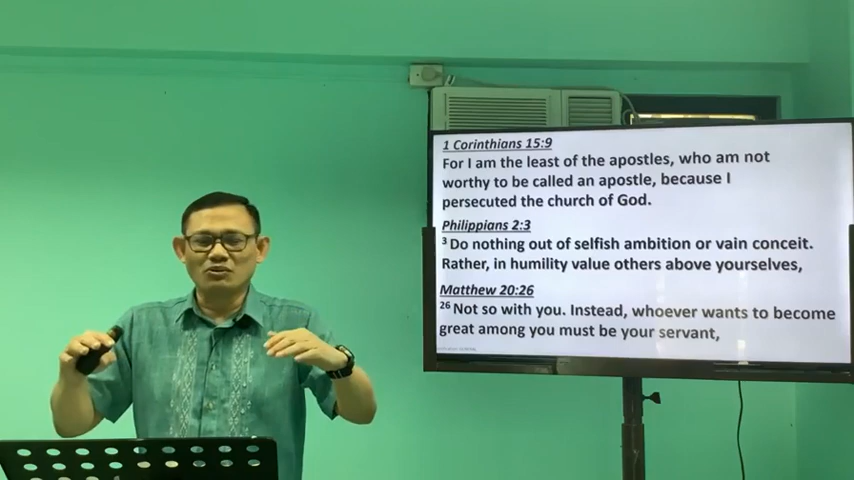 1 Corinthians 15:9
For I am the least of the apostles, who am not
worthy to be called an apostle, because I
persecuted the church of God.
Philippians 2:3
3 Do nothing out of selfish ambition or vain conceit.
Rather, in humility value others above yourselves,
Matthew 20:26
26 Not so with you. Instead, whoever wants to become
great among you must be your servant,